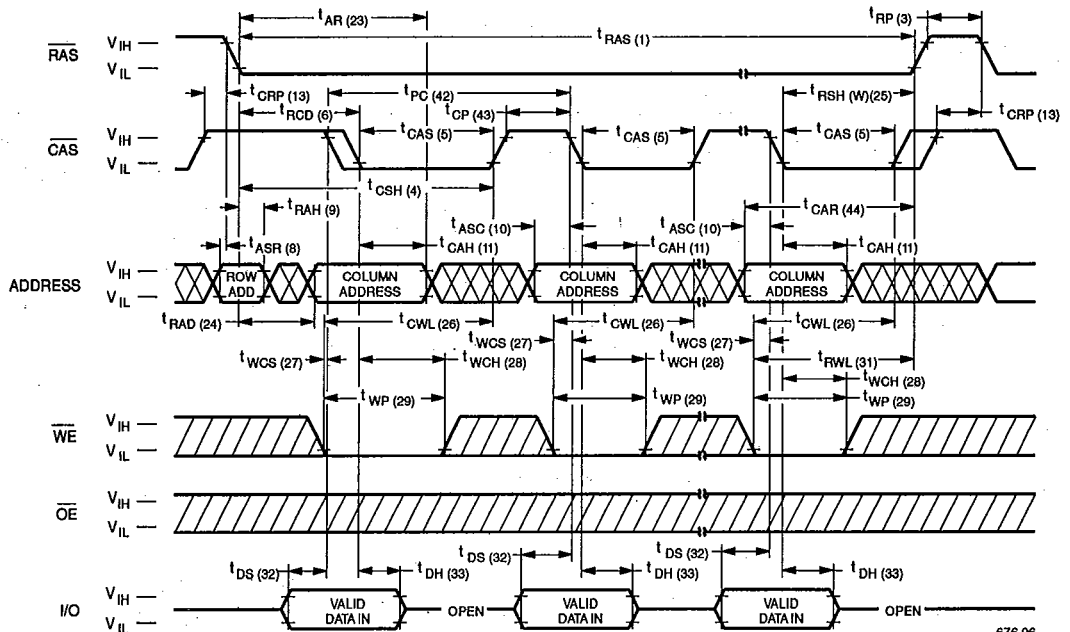 t AR (23)
t RP (3)
t RAS (1)
RAS
V IH
V IL
t CRP (13)
t PC (42)
t RSH (W)(25)
t RCD (6)
t CP (43)
t CRP (13)
CAS
V IH
V IL
t CAS (5)
t CAS (5)
t CAS (5)
t CSH (4)
t RAH (9)
t CAR (44)
t ASR (8)
t CAH (11)
t ASC (10)
t CAH (11)
t ASC (10)
t CAH (11)
ADDRESS
V IH
V IL
ROW ADD
COLUMN ADDRESS
COLUMN ADDRESS
COLUMN ADDRESS
t RAD (24)
t CWL (26)
t CWL (26)
t CWL (26)
t WCS (27)
t WCS (27)
t WCS (27)
t WCH (28)
t WCH (28)
t RWL (31)
t WCH (28)
t WP (29)
t WP (29)
t WP (29)
WE
V IH
V IL
OE
V IH
V IL
t DS (32)
t DS (32)
t DS (32)
t DH (33)
t DH (33)
t DH (33)
I/O
V IH
V IL
VALID DATA IN
OPEN
VALID DATA IN
VALID DATA IN
OPEN
676 06